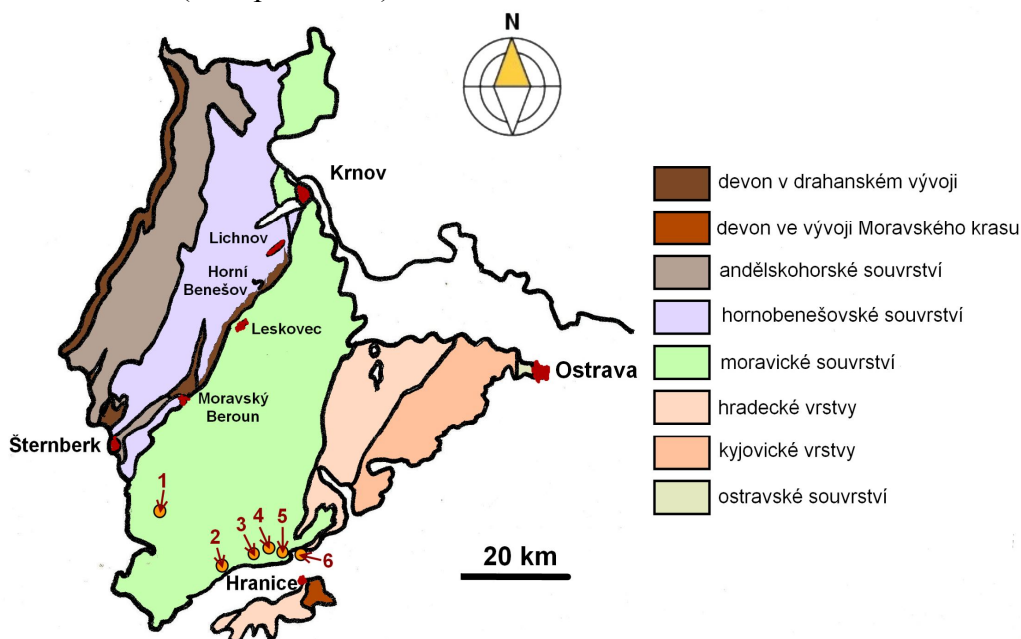 N
Krnov
Lichnov
Horní
Benešov
Leskovec
Ostrava
Moravský
Beroun
Šternberk
1
2
3
4
5
6
Hranice
20 km
devon v drahanském vývoji
devon ve vývoji Moravského krasu
andělskohorské souvrství
hornobenešovské souvrství
moravické souvrství
hradecké vrstvy
kyjovické vrstvy
ostravské souvrství